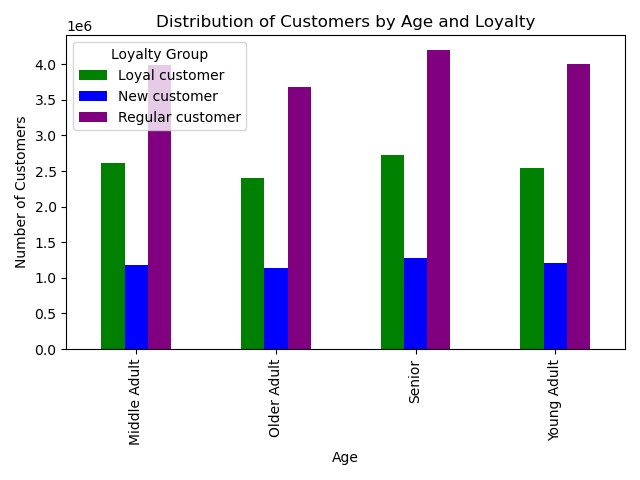 Distribution of Customers by Age and Loyalty
1e6
Loyalty Group
Loyal customer
New customer
Regular customer
4.0
3.5
3.0
2.5
2.0
1.5
1.0
0.5
0.0
Number of Customers
Middle Adult
Older Adult
Senior
Young Adult
Age